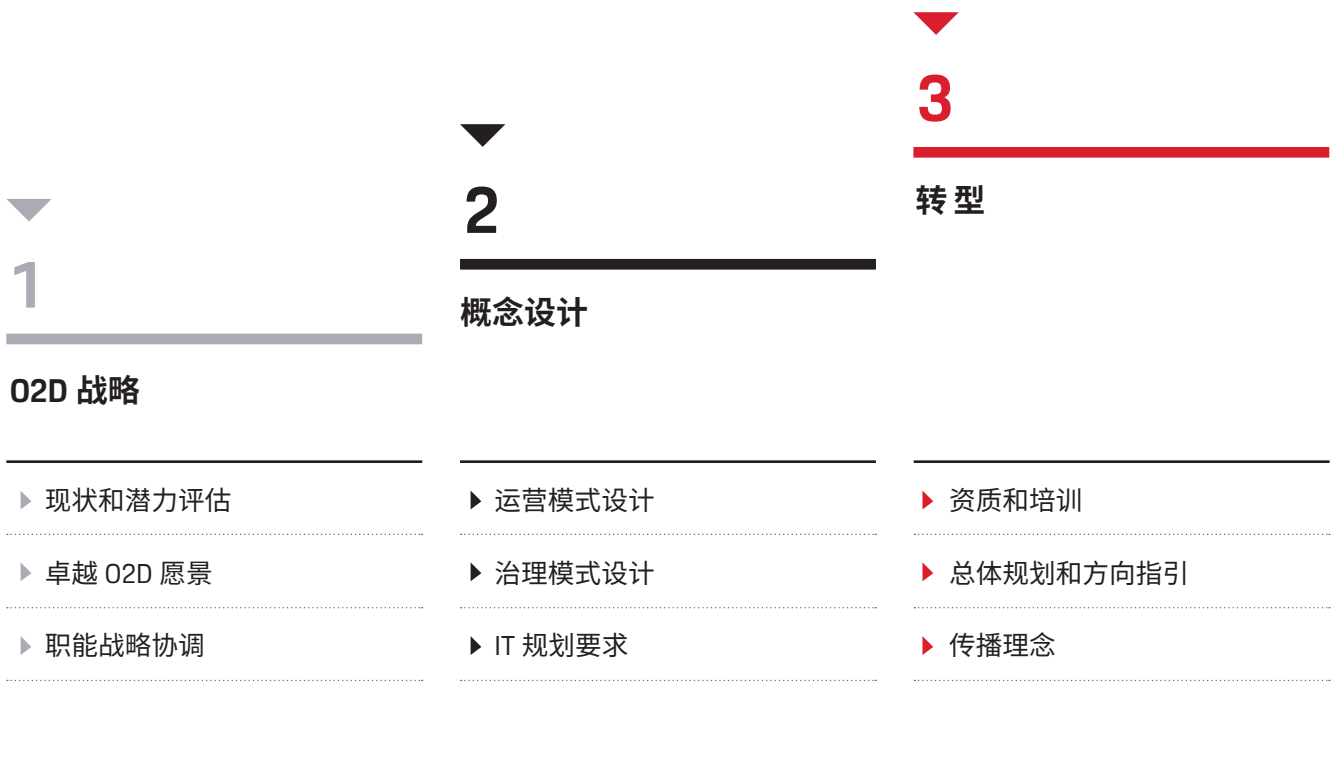 1
O2D 战略
现状和潜力评估
卓越 O2D 愿景
职能战略协调
2
概念设计
运营模式设计
治理模式设计
IT 规划要求
3
转型
资质和培训
总体规划和方向指引
传播理念